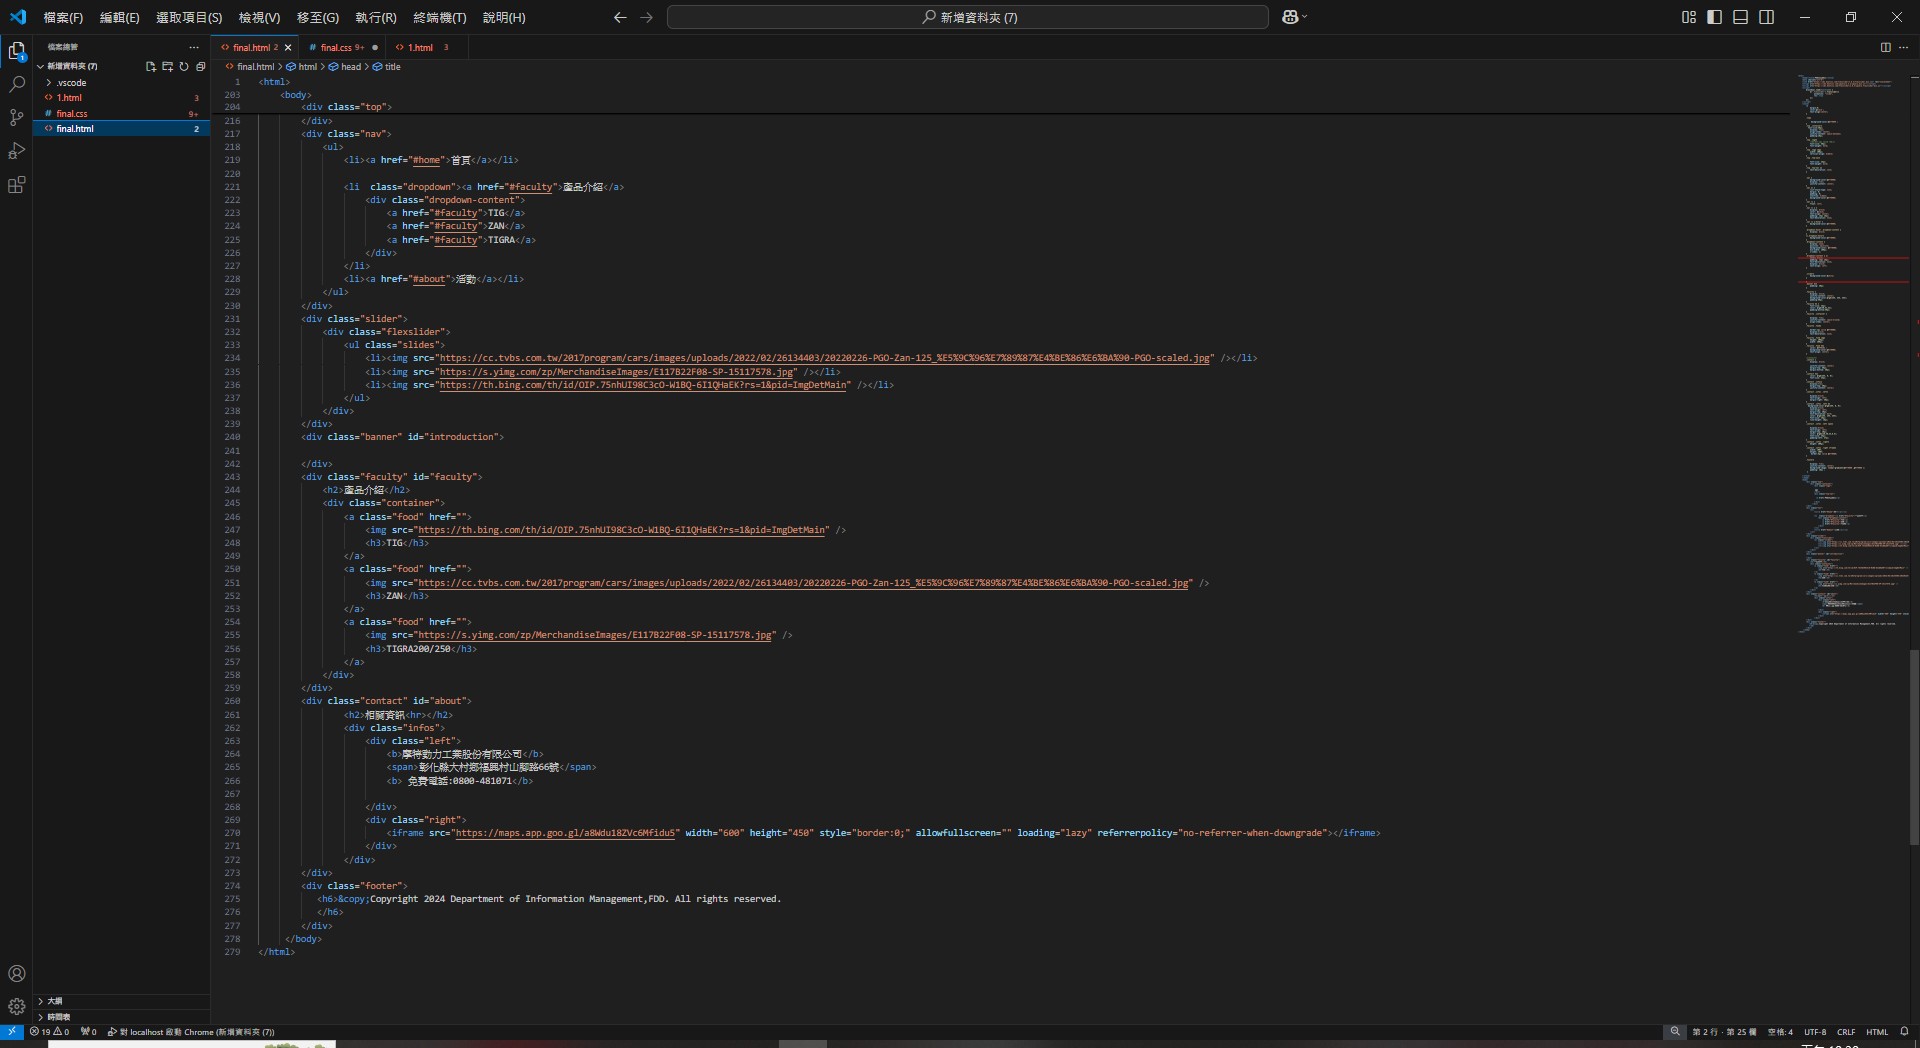 檔案(F) 編輯(E) 選取項目(S) 檢視(V) 移至(G) 執行(R) 終端機(T) 說明(H) 新增資料夾 (7)
檔案總管
final.html 2 final.css 9+ 1.html 3
新增資料夾 (7)
final.html > html > head > title
.vscode
1.html 3
final.css 9+
final.html 2
1 <html>
203 <body>
204 <div class="top">
216 </div>
217 <div class="nav">
218 <ul>
219 <li><a href="#home">首頁</a></li>
220
221 <li  class="dropdown"><a href="#faculty">產品介紹</a>
222 <div class="dropdown-content">
223 <a href="#faculty">TIG</a>
224 <a href="#faculty">ZAN</a>
225 <a href="#faculty">TIGRA</a>
226 </div>
227 </li>
228 <li><a href="#about">活動</a></li>
229 </ul>
230 </div>
231 <div class="slider">
232 <div class="flexslider">
233 <ul class="slides">
234 <li><img src="https://cc.tvbs.com.tw/2017program/cars/images/uploads/2022/02/26134403/20220226-PGO-Zan-125_%E5%9C%96%E7%89%87%E4%BE%86%E6%BA%90-PGO-scaled.jpg" /></li>
235 <li><img src="https://s.yimg.com/zp/MerchandiseImages/E117B22F08-SP-15117578.jpg" /></li>
236 <li><img src="https://th.bing.com/th/id/OIP.75nhUI98C3cO-W1BQ-6I1QHaEK?rs=1&pid=ImgDetMain" /></li>
237 </ul>
238 </div>
239 </div>
240 <div class="banner" id="introduction">
241
242 </div>
243 <div class="faculty" id="faculty">
244 <h2>產品介紹</h2>
245 <div class="container">
246 <a class="food" href="">
247 <img src="https://th.bing.com/th/id/OIP.75nhUI98C3cO-W1BQ-6I1QHaEK?rs=1&pid=ImgDetMain" />
248 <h3>TIG</h3>
249 </a>
250 <a class="food" href="">
251 <img src="https://cc.tvbs.com.tw/2017program/cars/images/uploads/2022/02/26134403/20220226-PGO-Zan-125_%E5%9C%96%E7%89%87%E4%BE%86%E6%BA%90-PGO-scaled.jpg" />
252 <h3>ZAN</h3>
253 </a>
254 <a class="food" href="">
255 <img src="https://s.yimg.com/zp/MerchandiseImages/E117B22F08-SP-15117578.jpg" />
256 <h3>TIGRA200/250</h3>
257 </a>
258 </div>
259 </div>
260 <div class="contact" id="about">
261 <h2>相關資訊<hr></h2>
262 <div class="infos">
263 <div class="left">
264 <b>摩特動力工業股份有限公司</b>
265 <span>彰化縣大村鄉福興村山腳路66號</span>
266 <b> 免費電話:0800-481071</b>
267
268 </div>
269 <div class="right">
270 <iframe src="https://maps.app.goo.gl/a8Wdu18ZVc6Mfidu5" width="600" height="450" style="border:0;" allowfullscreen="" loading="lazy" referrerpolicy="no-referrer-when-downgrade"></iframe>
271 </div>
272 </div>
273 </div>
274 <div class="footer">
275 <h6>&copy;Copyright 2024 Department of Information Management,FDD. All rights reserved.
276 </h6>
277 </div>
278 </body>
279 </html>
大綱
時間表
19 0 0 對 localhost 啟動 Chrome (新增資料夾 (7)) 第 2 行，第 25 欄 空格: 4 UTF-8 CRLF HTML